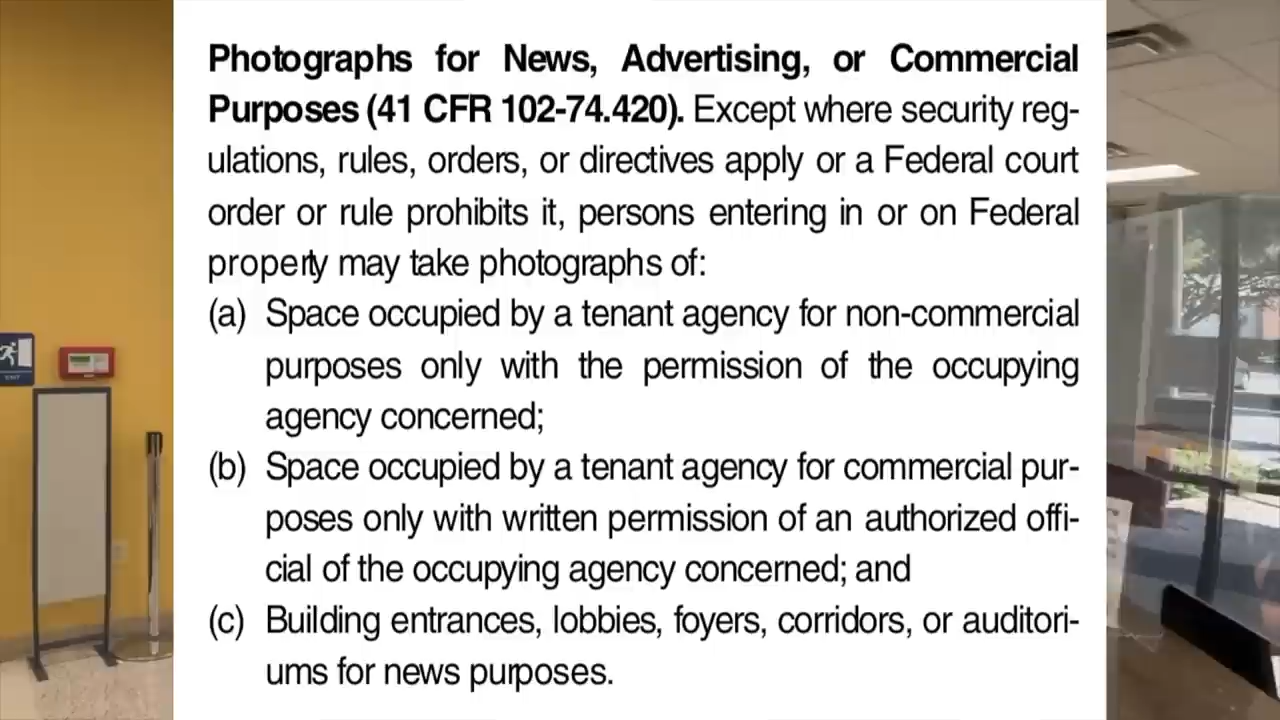 Photographs for News, Advertising, or Commercial
Purposes (41 CFR 102-74.420). Except where security reg-
ulations, rules, orders, or directives apply or a Federal court
order or rule prohibits it, persons entering in or on Federal
property may take photographs of:
(a) Space occupied by a tenant agency for non-commercial
purposes only with the permission of the occupying
agency concerned;
(b) Space occupied by a tenant agency for commercial pur-
poses only with written permission of an authorized offi-
cial of the occupying agency concerned; and
(c) Building entrances, lobbies, foyers, corridors, or auditori-
ums for news purposes.
EXIT